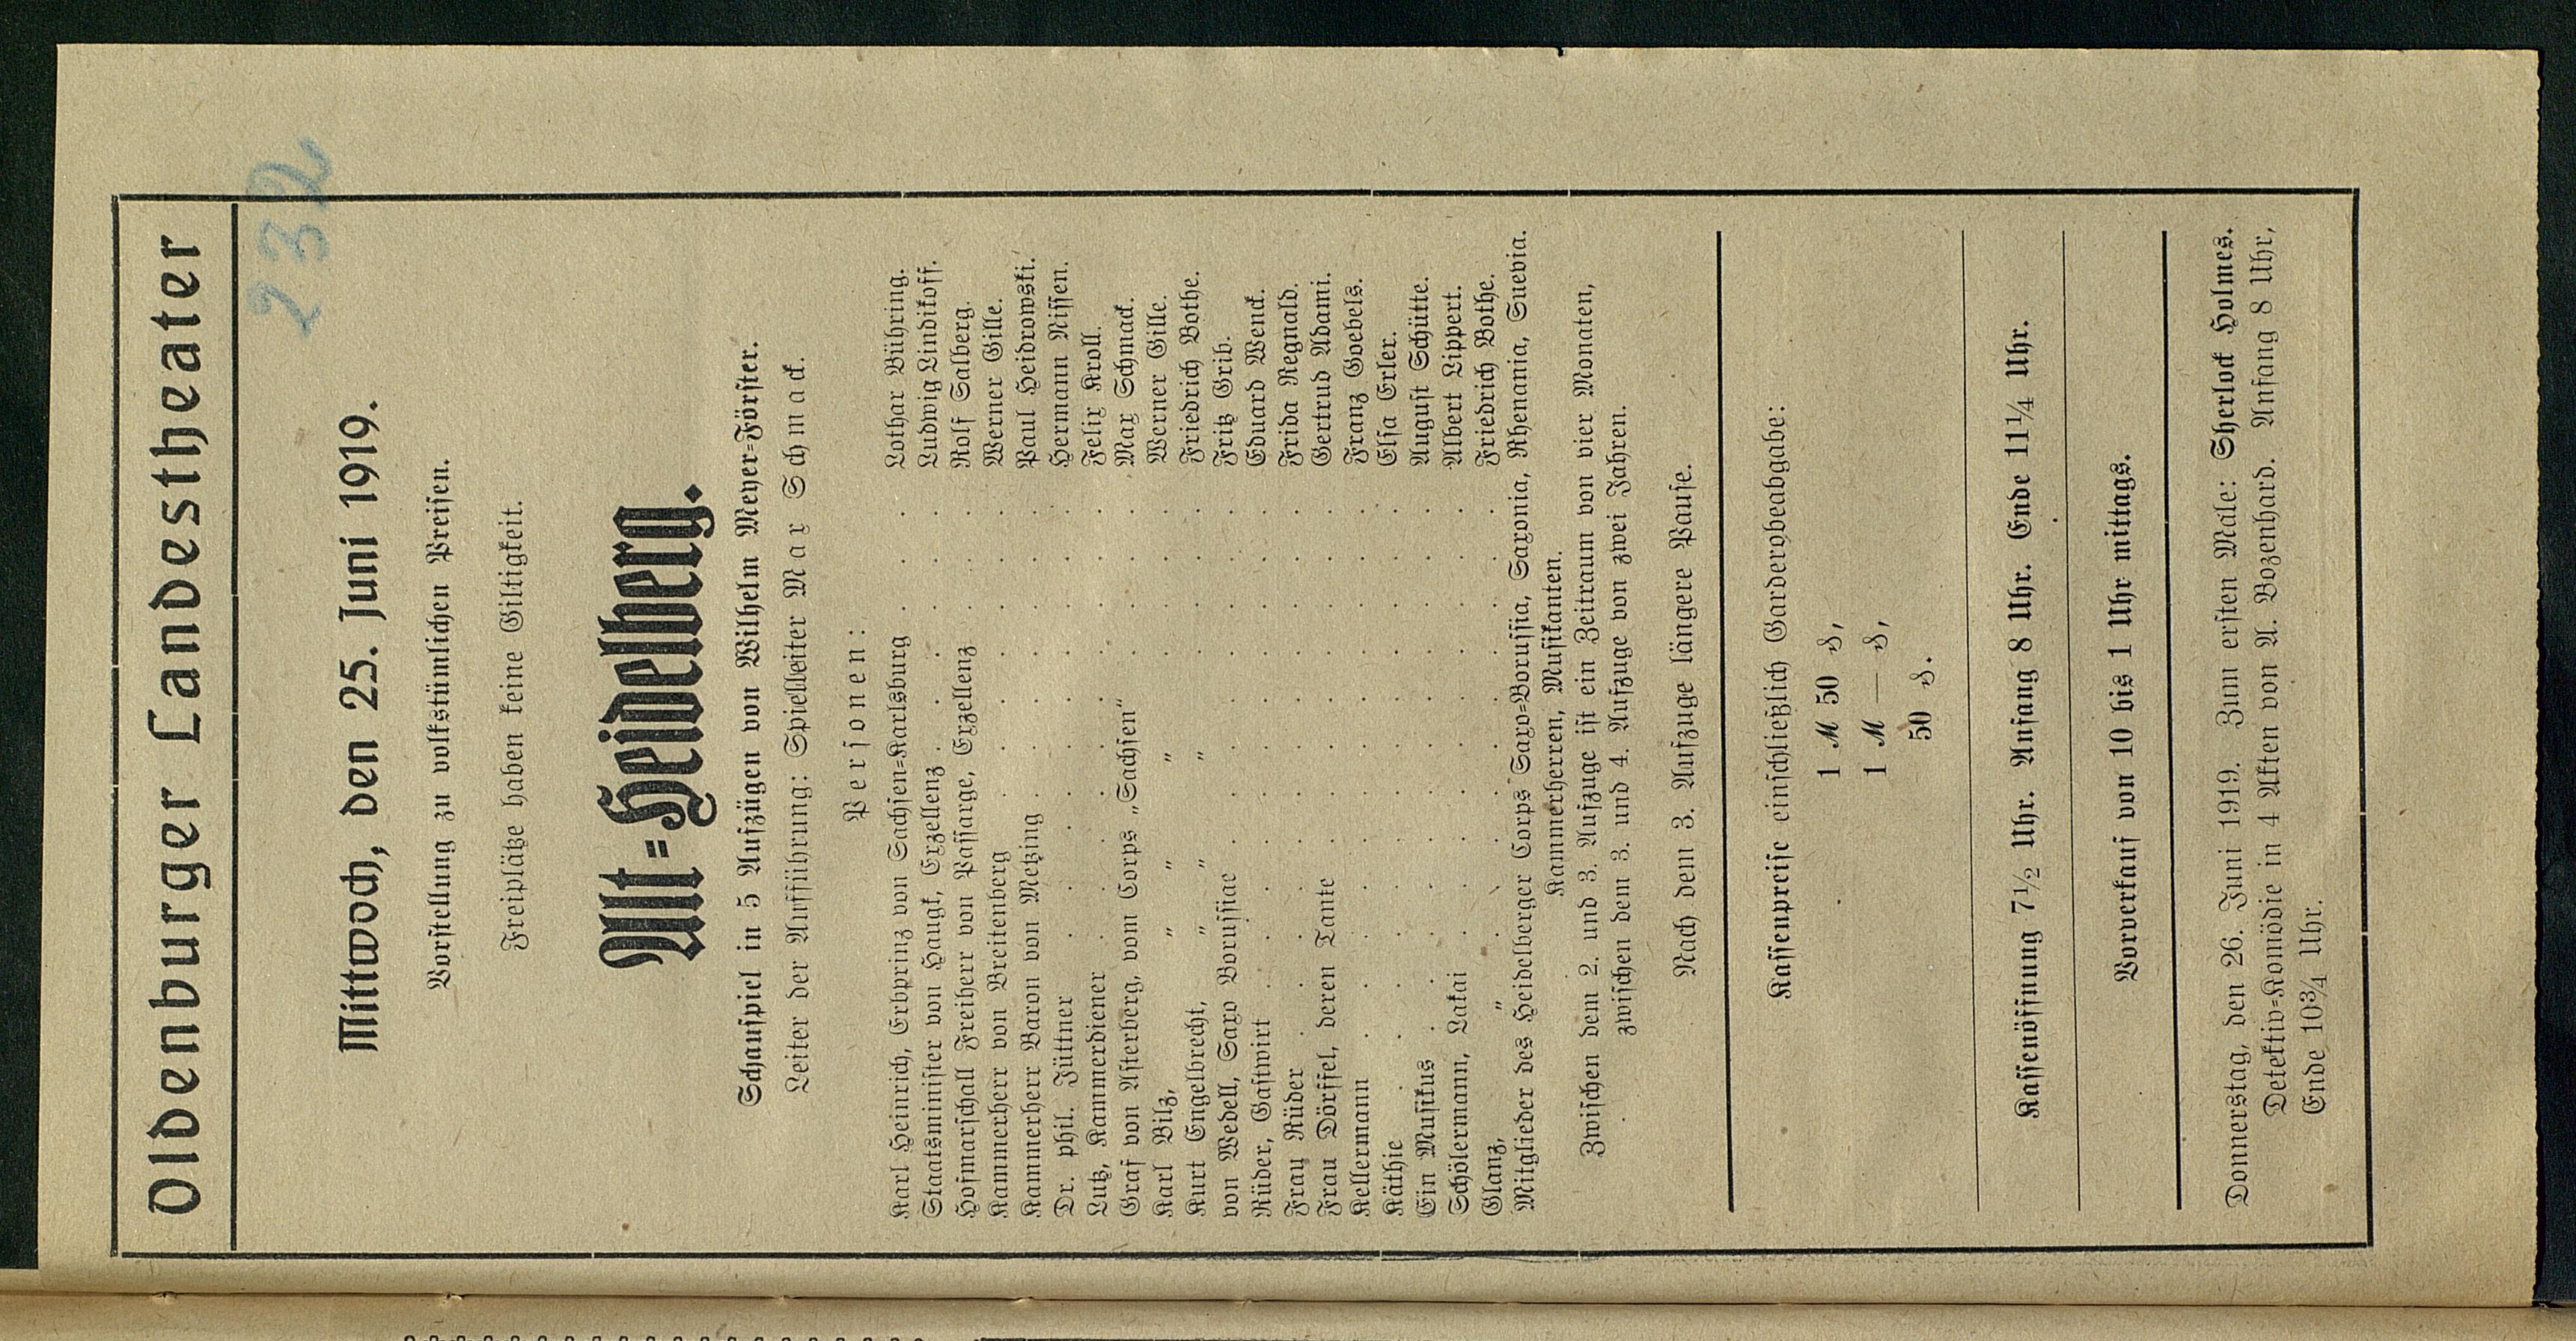 Oldenburger Landestheater
232
Mittwoch, den 25. Juni 1919.
Vorstellung zu volkstümlichen Preisen.
Freiplätze haben keine Giltigkeit.
Alt=Heidelberg.
Schauspiel in 5 Aufzügen von Wilhelm Meyer=Förster.
Leiter der Aufführung: Spielleiter Max Schmack.
Personen:
Karl Heinrich, Erbprinz von Sachsen=Karlsburg . . . Lothar Bühring.
Staatsminister von Haugk, Exzellenz . . . . Ludwig Lindikoff.
Hofmarschall Freiherr von Passarge, Exzellenz . . Rolf Salberg.
Kammerherr von Breitenberg . . . . . Werner Gille.
Kammerherr Baron von Metzing . . . . . Paul Heidrowski.
Dr. phil. Jüttner . . . . . . . Hermann Nissen.
Lutz, Kammerdiener . . . . . . . Felix Kroll.
Graf von Asterberg, vom Corps „Sachsen“ . . . Max Schmack.
Karl Bilz, „ „ „ . . . Werner Gille.
Kurt Engelbrecht, „ „ „ . . . Friedrich Bothe.
von Wedell, Saxo Borussiae . . . . . Fritz Grib.
Rüder, Gastwirt . . . . . . . . Eduard Wenck.
Frau Rüder . . . . . . . . Frida Regnald.
Frau Dörffel, deren Tante . . . . . Gertrud Adami.
Kellermann . . . . . . . . Franz Goebels.
Käthie . . . . . . . . . Elsa Erler.
Ein Musikus . . . . . . . . August Schütte.
Schölermann, Lakai . . . . . . . Albert Lippert.
Glanz, „ . . . . . . . Friedrich Bothe.
Mitglieder des Heidelberger Corps Saxo=Borussia, Saxonia, Rhenania, Suevia.
Kammerherren, Musikanten.
Zwischen dem 2. und 3. Aufzuge ist ein Zeitraum von vier Monaten,
zwischen dem 3. und 4. Aufzuge von zwei Jahren.
Nach dem 3. Aufzuge längere Pause.
Kassenpreise einschließlich Garderobeabgabe:
1 ℳ 50 ₰,
1 ℳ — ₰,
50 ₰.
Kassenöffnung 7½ Uhr. Anfang 8 Uhr. Ende 11¼ Uhr.
Vorverkauf von 10 bis 1 Uhr mittags.
Donnerstag, den 26. Juni 1919. Zum ersten Male: Sherlock Holmes.
Detektiv=Komödie in 4 Akten von A. Bozenhard. Anfang 8 Uhr,
Ende 10¾ Uhr.